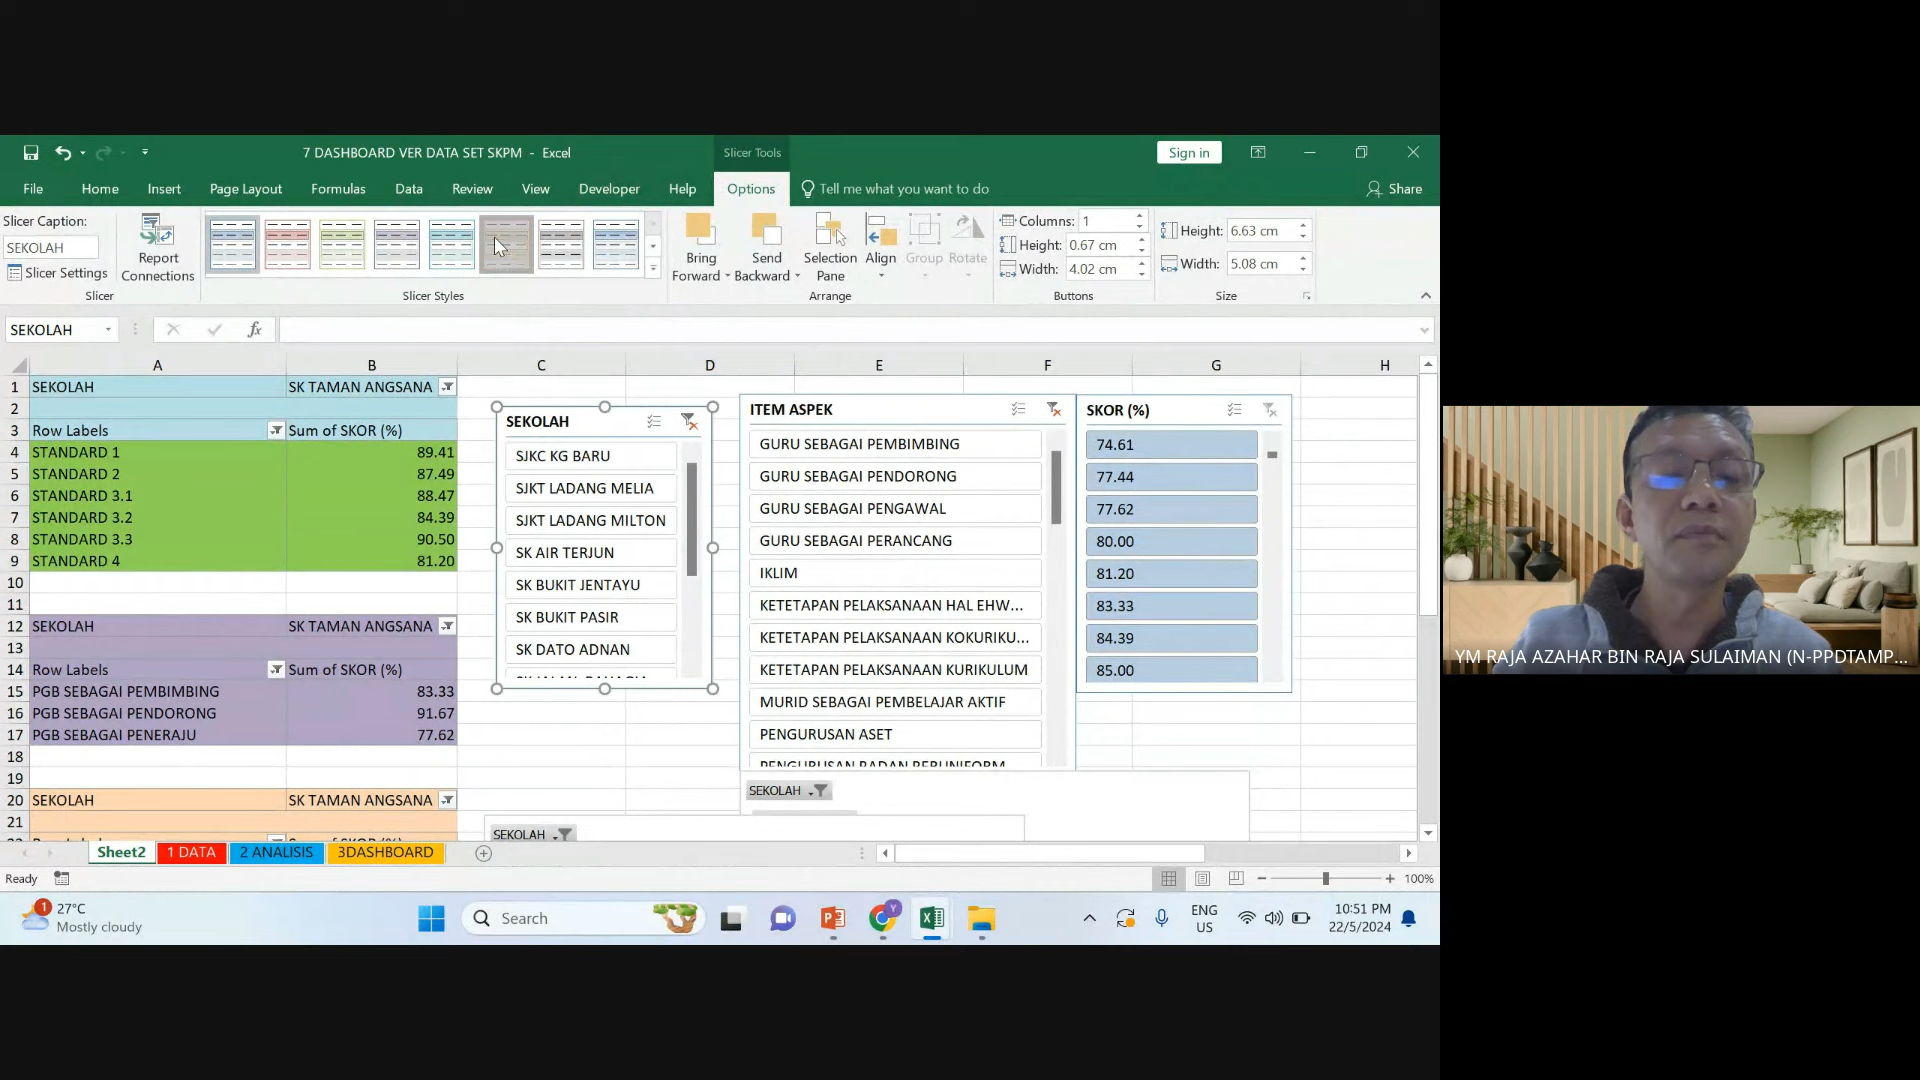 7 DASHBOARD VER DATA SET SKPM - Excel
Slicer Tools
Sign in
File Home Insert Page Layout Formulas Data Review View Developer Help Options Tell me what you want to do Share
Slicer Caption:
SEKOLAH
Slicer Settings
Report Connections
Slicer
Slicer Styles
Bring Forward
Send Backward
Selection Pane
Align
Group
Rotate
Arrange
Columns: 1
Height: 0.67 cm
Width: 4.02 cm
Buttons
Height: 6.63 cm
Width: 5.08 cm
Size
SEKOLAH
fx
A B C D E F G H
1 SEKOLAH SK TAMAN ANGSANA
2
3 Row Labels Sum of SKOR (%)
4 STANDARD 1 89.41
5 STANDARD 2 87.49
6 STANDARD 3.1 88.47
7 STANDARD 3.2 84.39
8 STANDARD 3.3 90.50
9 STANDARD 4 81.20
10
11
12 SEKOLAH SK TAMAN ANGSANA
13
14 Row Labels Sum of SKOR (%)
15 PGB SEBAGAI PEMBIMBING 83.33
16 PGB SEBAGAI PENDORONG 91.67
17 PGB SEBAGAI PENERAJU 77.62
18
19
20 SEKOLAH SK TAMAN ANGSANA
21
SEKOLAH
SJKC KG BARU
SJKT LADANG MELIA
SJKT LADANG MILTON
SK AIR TERJUN
SK BUKIT JENTAYU
SK BUKIT PASIR
SK DATO ADNAN
ITEM ASPEK
GURU SEBAGAI PEMBIMBING
GURU SEBAGAI PENDORONG
GURU SEBAGAI PENGAWAL
GURU SEBAGAI PERANCANG
IKLIM
KETETAPAN PELAKSANAAN HAL EHW...
KETETAPAN PELAKSANAAN KOKURIKU...
KETETAPAN PELAKSANAAN KURIKULUM
MURID SEBAGAI PEMBELAJAR AKTIF
PENGURUSAN ASET
SKOR (%)
74.61
77.44
77.62
80.00
81.20
83.33
84.39
85.00
SEKOLAH
SEKOLAH
Sheet2 1 DATA 2 ANALISIS 3DASHBOARD
Ready
100%
1
27°C
Mostly cloudy
Search
ENG
US
10:51 PM
22/5/2024
YM RAJA AZAHAR BIN RAJA SULAIMAN (N-PPDTAMP...